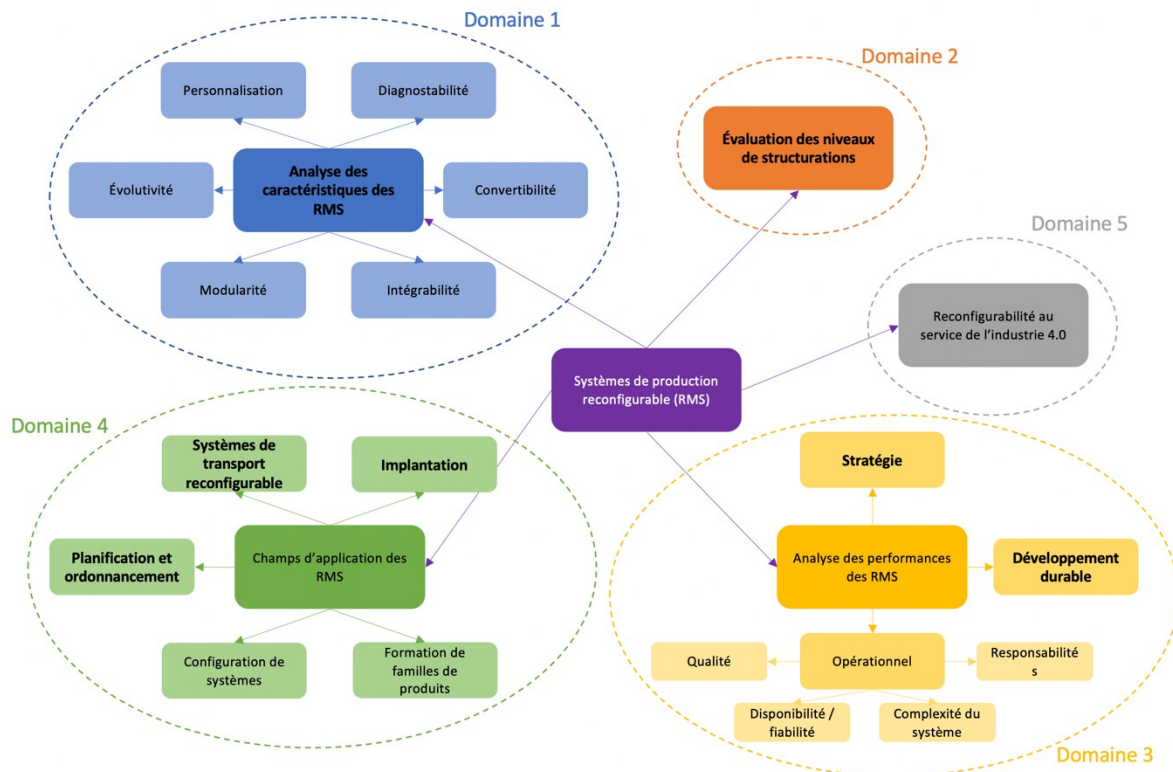 Domaine 1
Personnalisation
Diagnostabilité
Analyse des
caractéristiques des
RMS
Évolutivité
Convertibilité
Modularité
Intégrabilité
Domaine 2
Évaluation des niveaux
de structurations
Domaine 5
Reconfigurabilité au
service de l'industrie 4.0
Systèmes de production
reconfigurable (RMS)
Domaine 4
Systèmes de
transport
reconfigurable
Implantation
Planification et
ordonnancement
Champs d'application des
RMS
Configuration de
systèmes
Formation de
familles de
produits
Stratégie
Analyse des performances
des RMS
Développement
durable
Opérationnel
Qualité
Responsabilité
s
Disponibilité /
fiabilité
Complexité du
système
Domaine 3